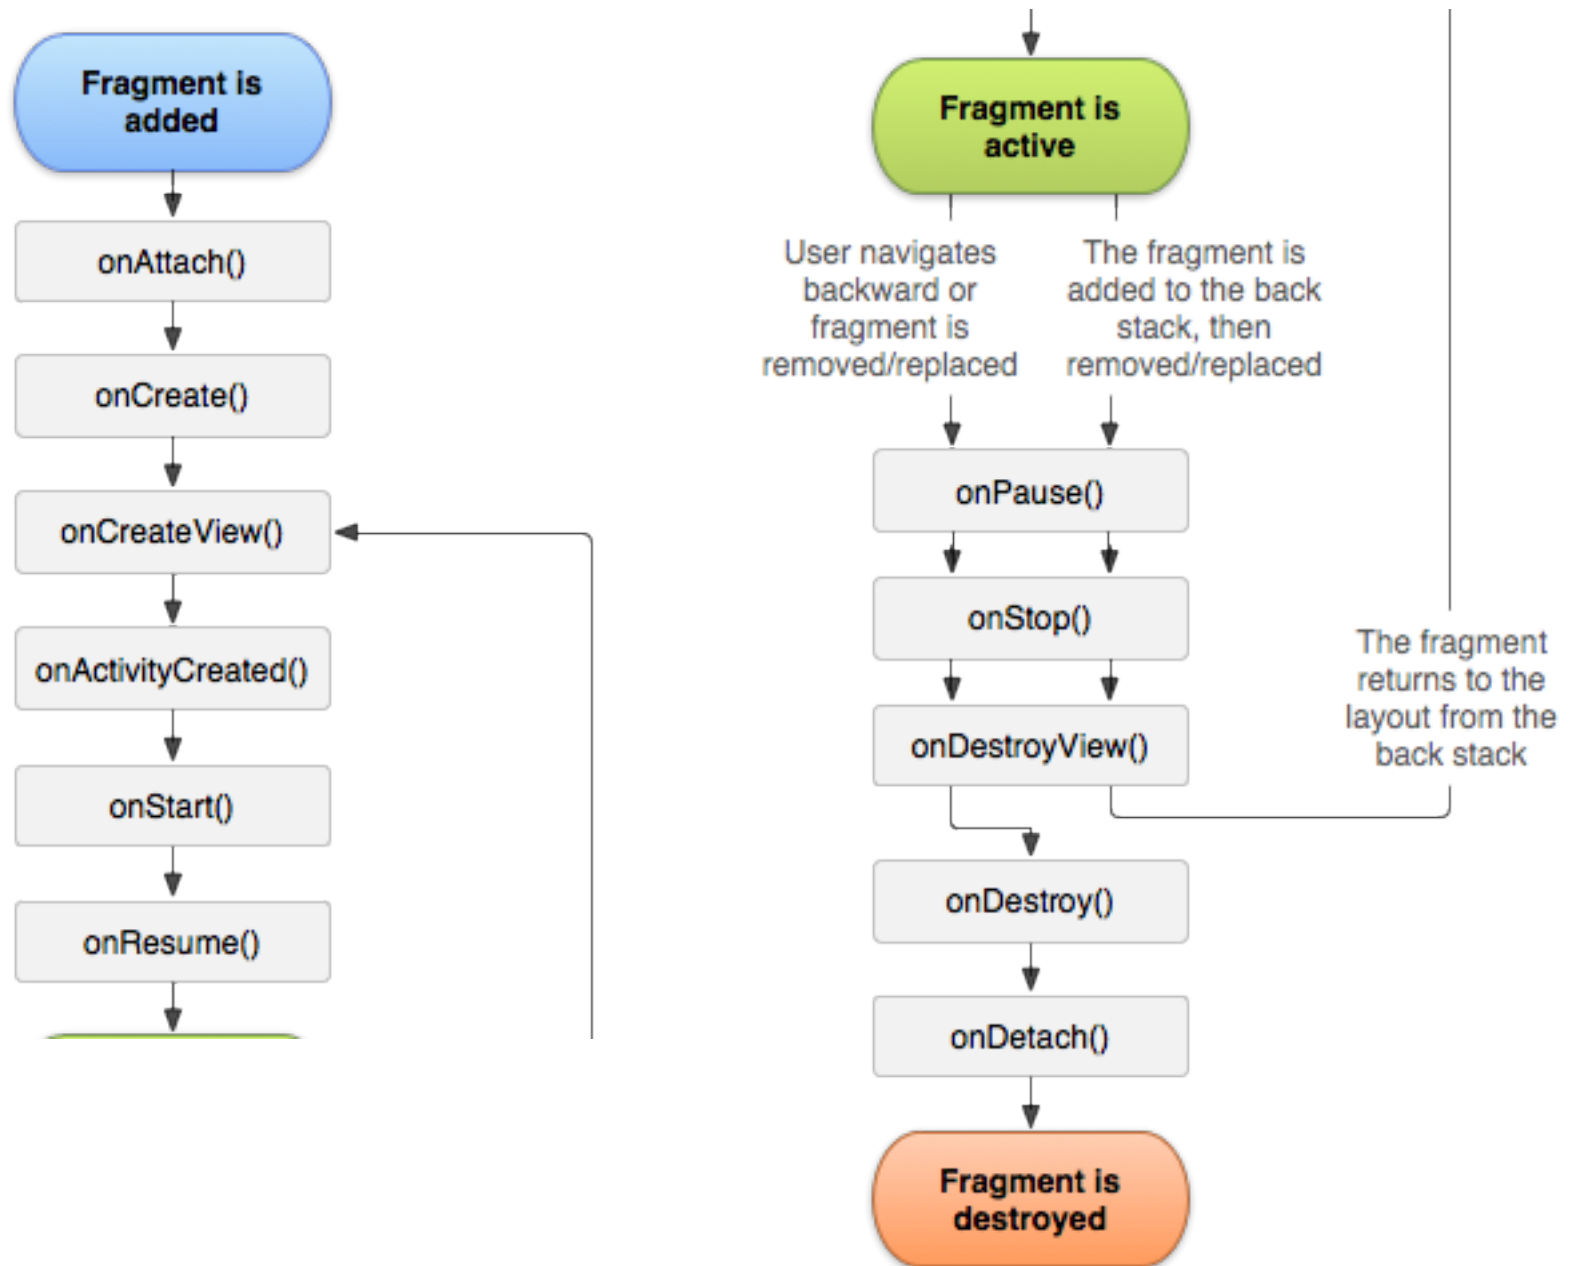 Fragment is
added
onAttach()
onCreate()
onCreateView()
onActivityCreated()
onStart()
onResume()
Fragment is
active
User navigates
backward or
fragment is
removed/replaced
The fragment is
added to the back
stack, then
removed/replaced
onPause()
onStop()
onDestroyView()
The fragment
returns to the
layout from the
back stack
onDestroy()
onDetach()
Fragment is
destroyed